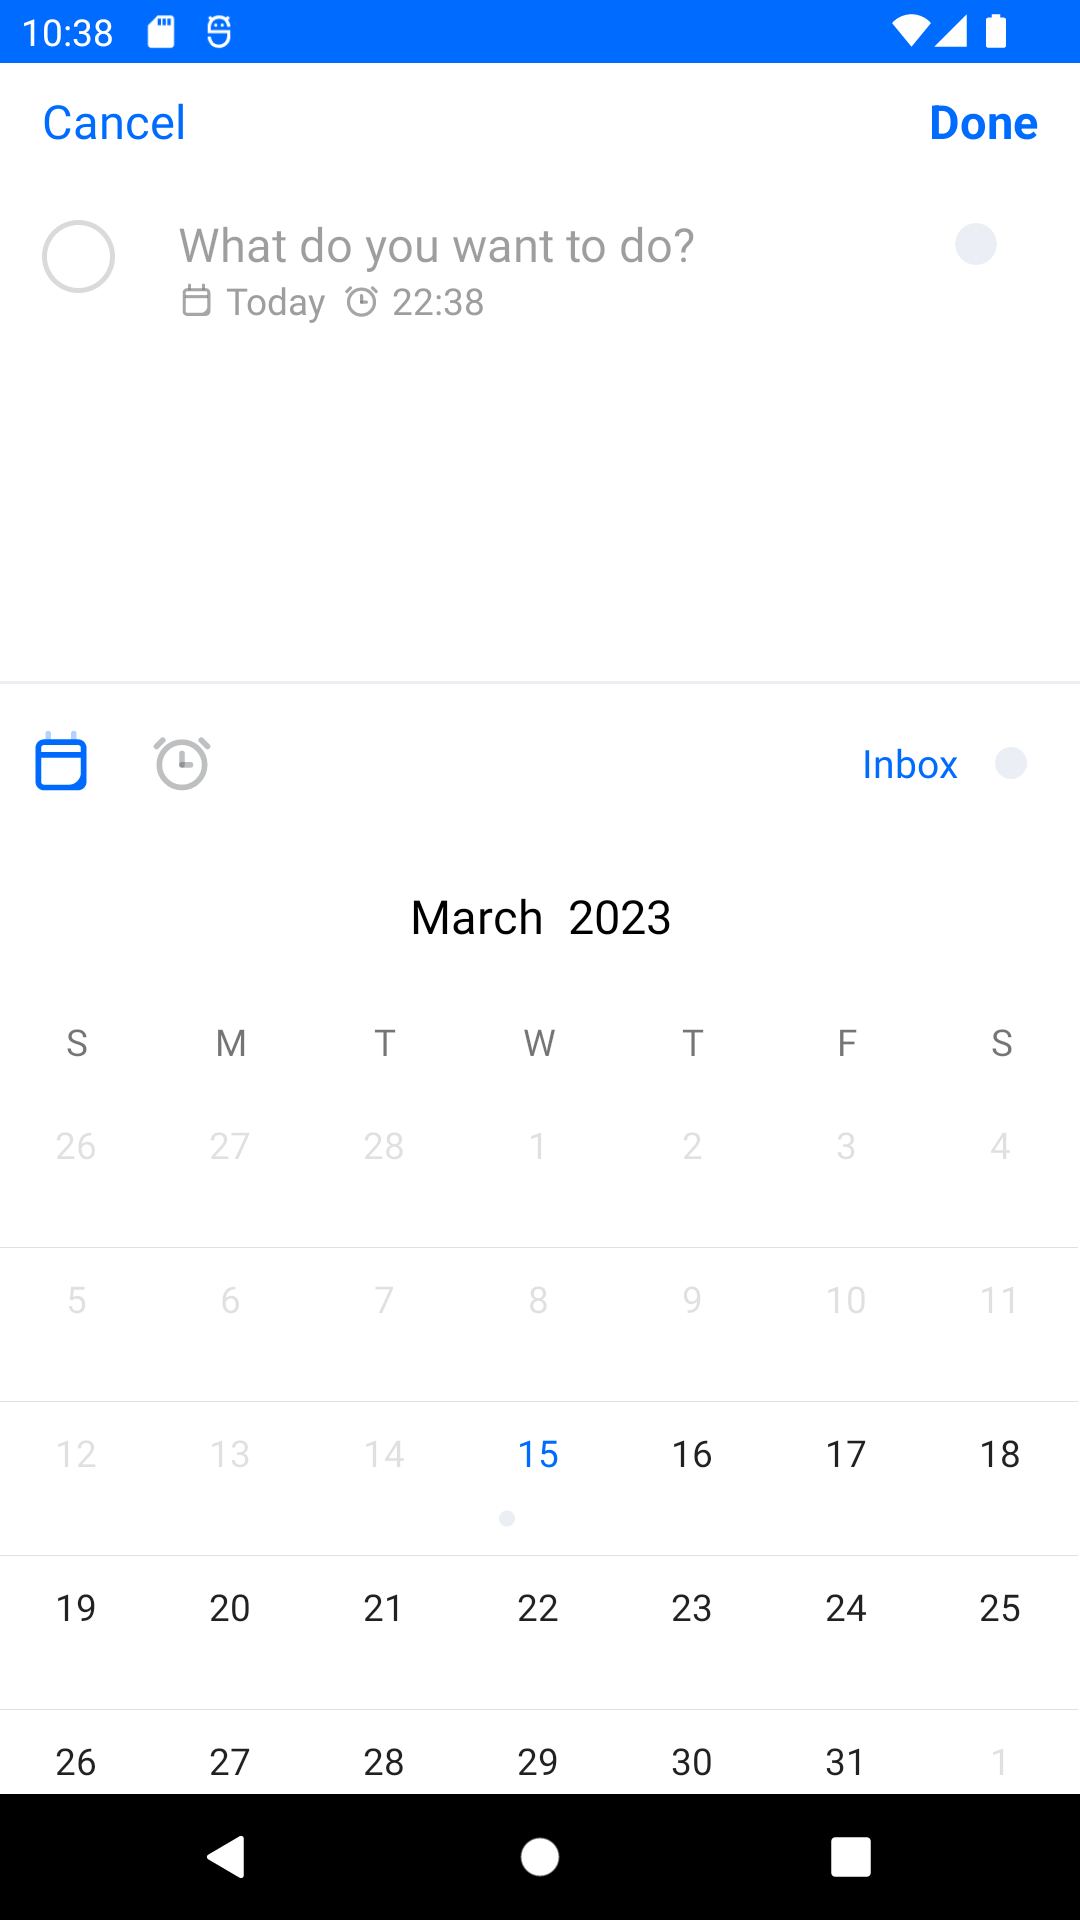 10:38
Cancel Done
What do you want to do?
Today 22:38
Inbox
March 2023
S M T W T F S
26 27 28 1 2 3 4
5 6 7 8 9 10 11
12 13 14 15 16 17 18
19 20 21 22 23 24 25
26 27 28 29 30 31 1